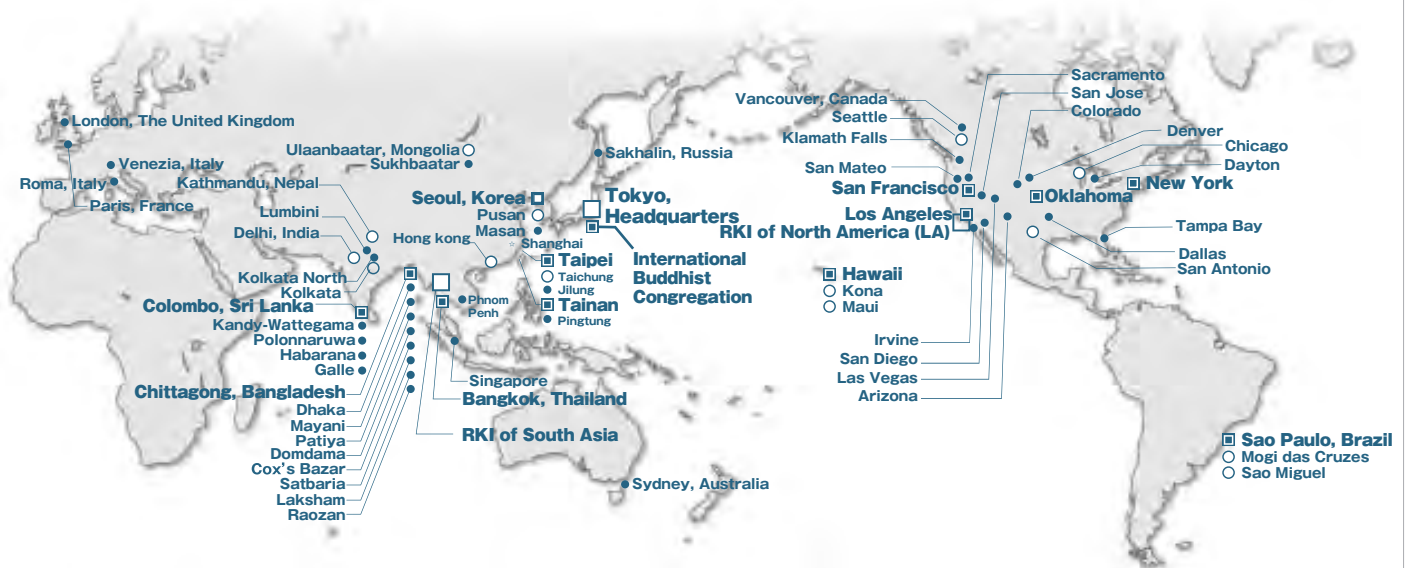 London, The United Kingdom
Venezia, Italy
Roma, Italy
Paris, France
Ulaanbaatar, Mongolia
Sukhbaatar
Kathmandu, Nepal
Lumbini
Delhi, India
Kolkata North
Kolkata
Colombo, Sri Lanka
Kandy-Wattegama
Polonnaruwa
Habarana
Galle
Chittagong, Bangladesh
Dhaka
Mayani
Patiya
Domdama
Cox's Bazar
Satbaria
Laksham
Raozan
Sakhalin, Russia
Seoul, Korea
Pusan
Masan
Tokyo,
Headquarters
International
Buddhist
Congregation
Hong kong
Shanghai
Taipei
Taichung
Jilung
Tainan
Pingtung
Phnom
Penh
Singapore
Bangkok, Thailand
RKI of South Asia
Sydney, Australia
Vancouver, Canada
Seattle
Klamath Falls
San Mateo
San Francisco
Los Angeles
RKI of North America (LA)
Hawaii
Kona
Maui
Irvine
San Diego
Las Vegas
Arizona
Sacramento
San Jose
Colorado
Denver
Chicago
Dayton
New York
Oklahoma
Tampa Bay
Dallas
San Antonio
Sao Paulo, Brazil
Mogi das Cruzes
Sao Miguel